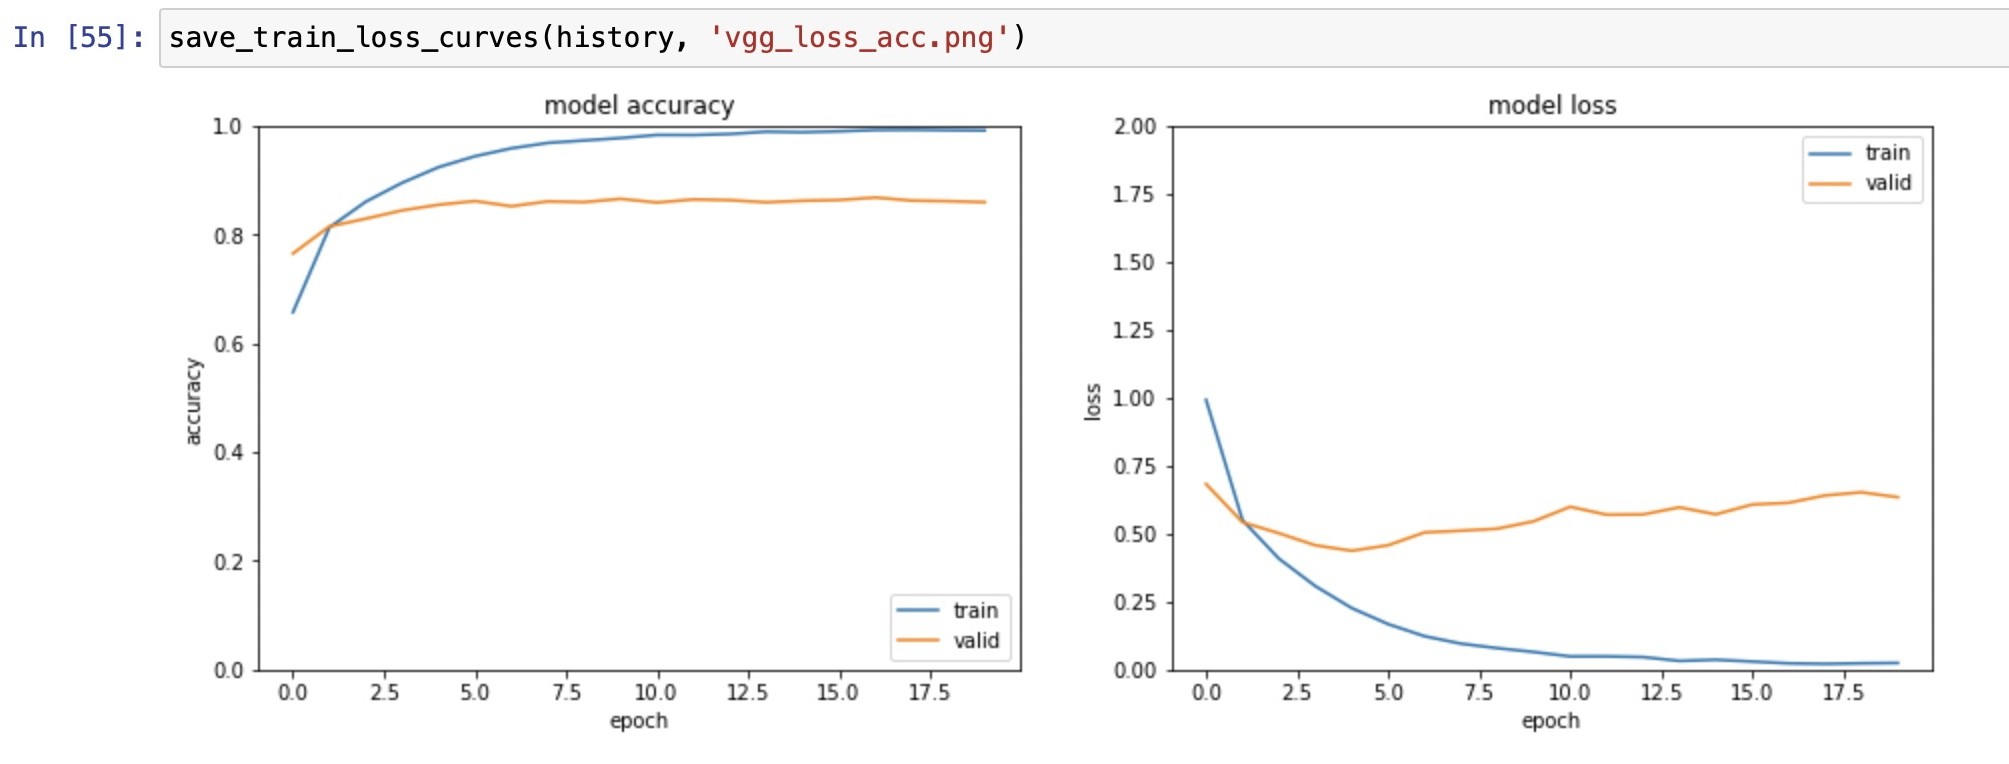 In [55]: save_train_loss_curves(history, 'vgg_loss_acc.png')
model accuracy
1.0
0.8
0.6
0.4
0.2
0.0
accuracy
train
valid
0.0 2.5 5.0 7.5 10.0 12.5 15.0 17.5
epoch
model loss
2.00
1.75
1.50
1.25
1.00
0.75
0.50
0.25
0.00
loss
train
valid
0.0 2.5 5.0 7.5 10.0 12.5 15.0 17.5
epoch